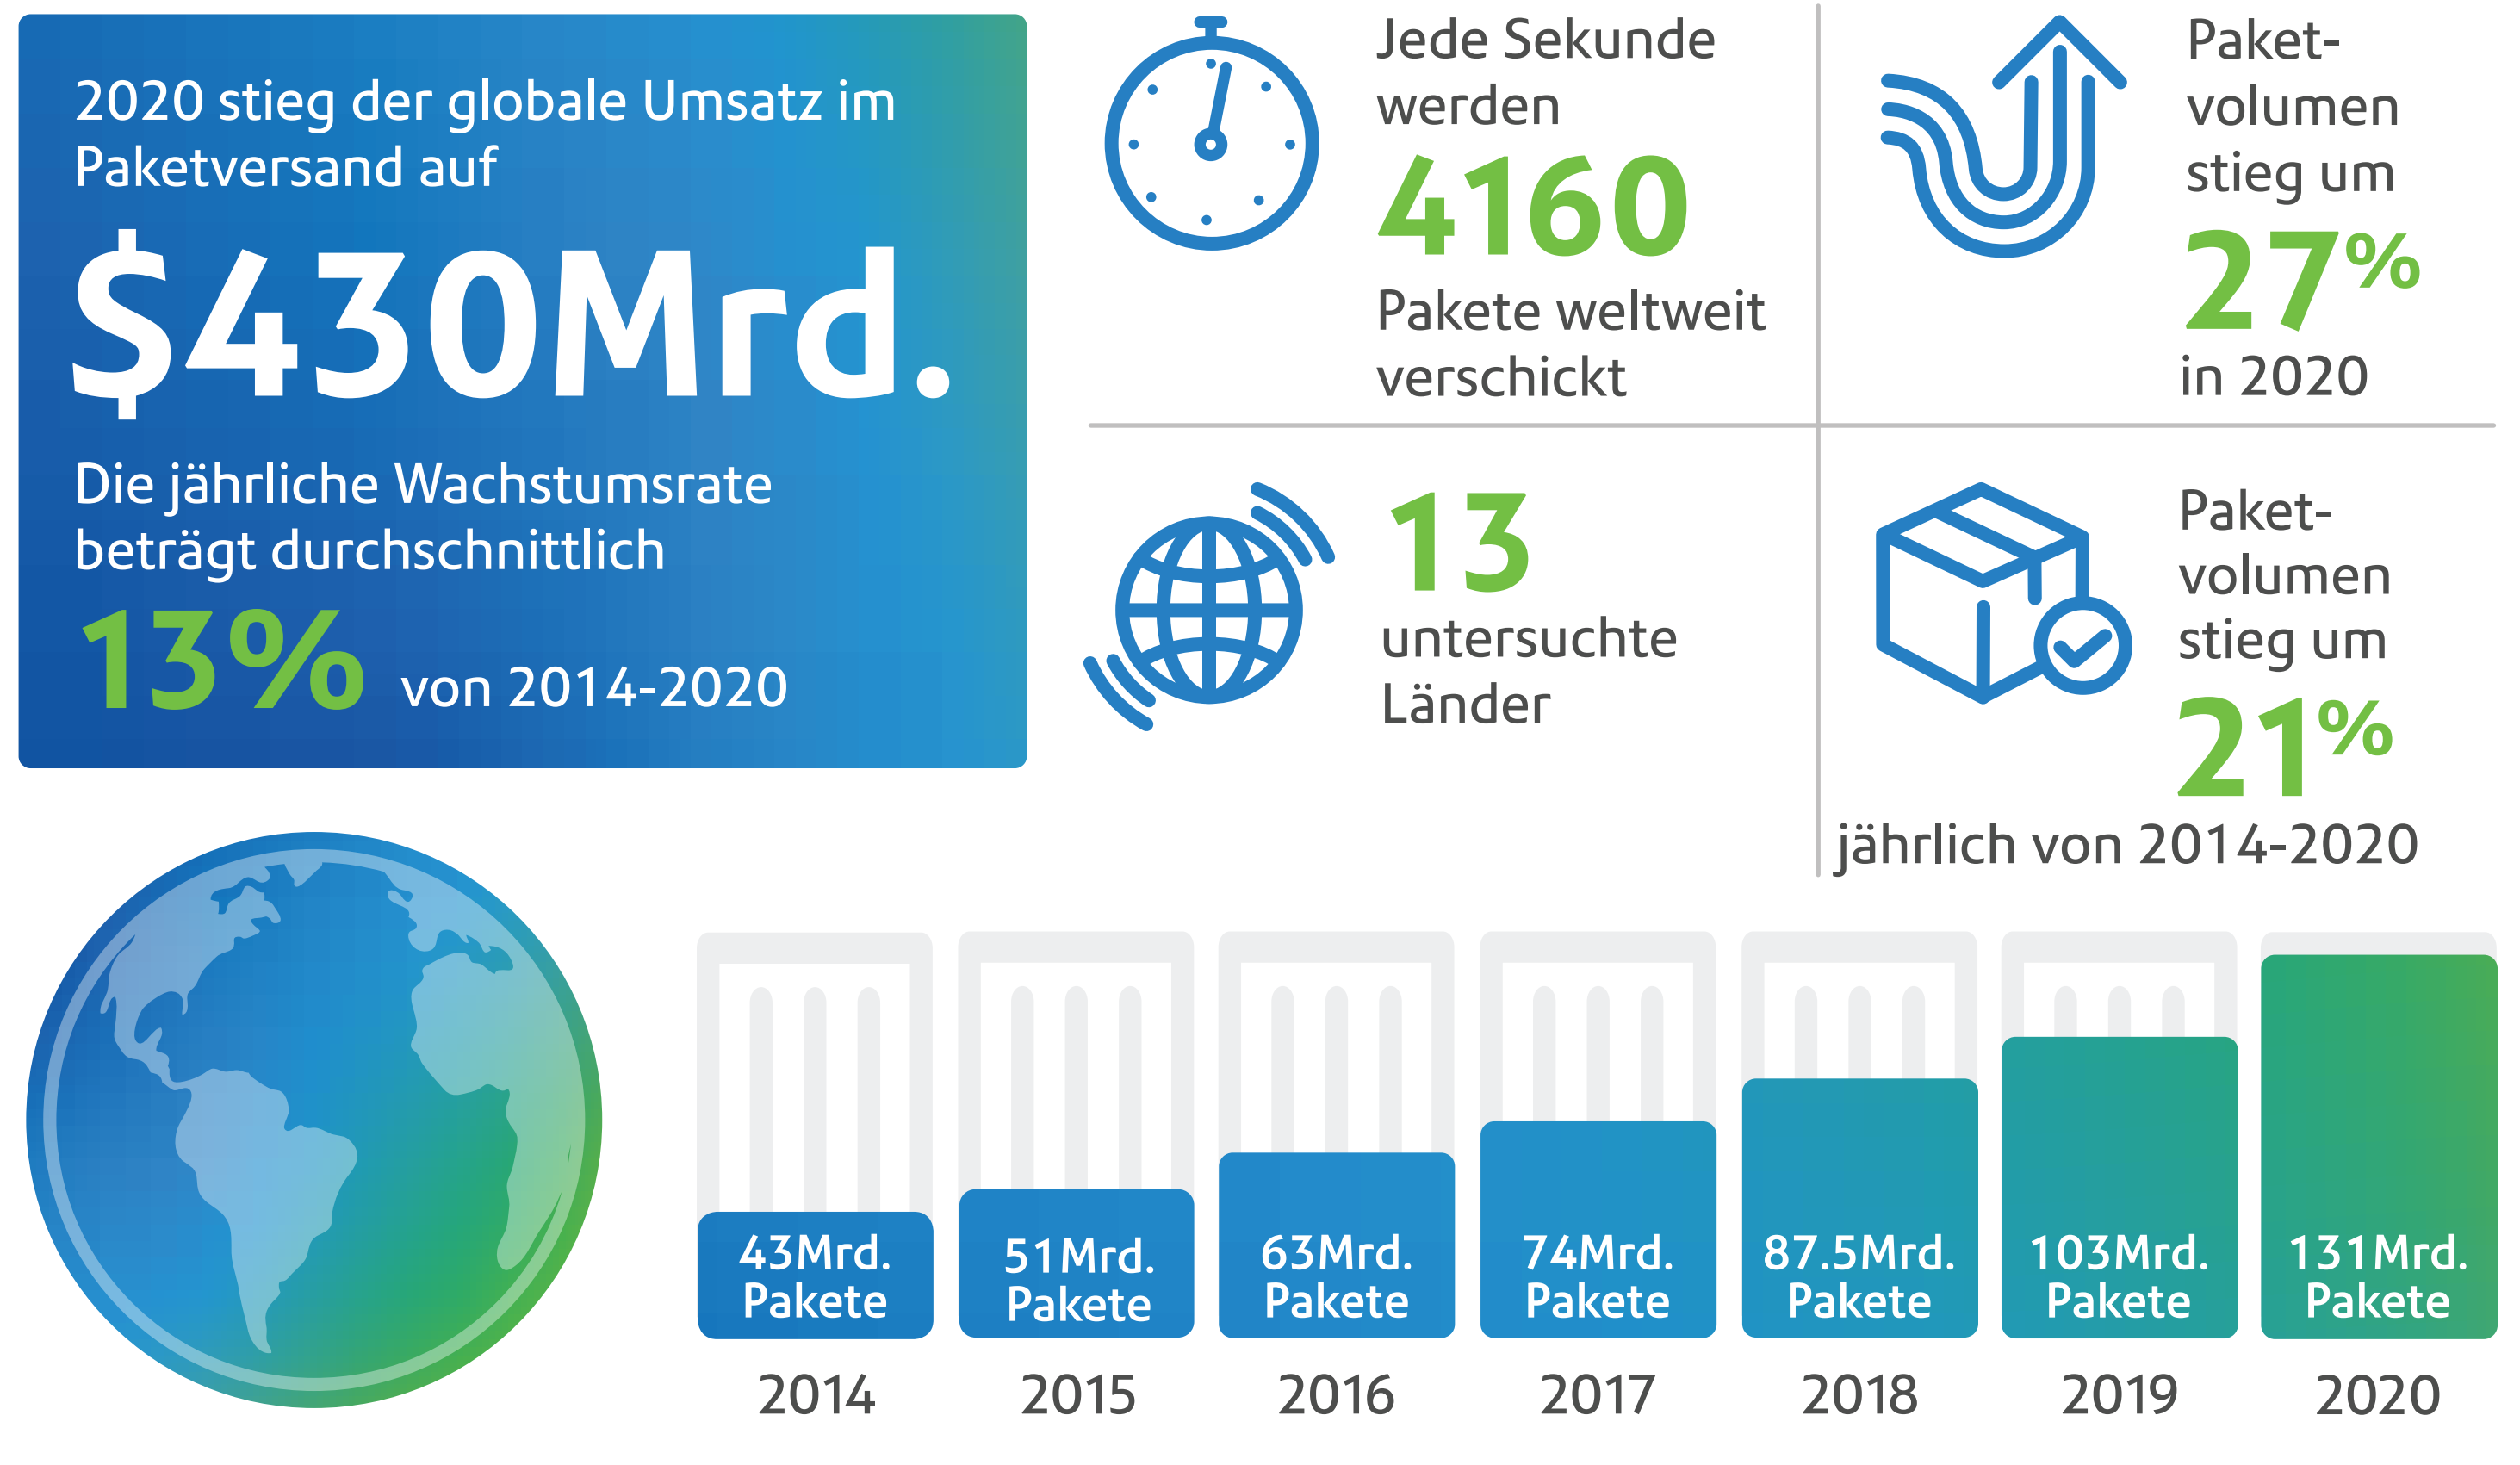 2020 stieg der globale Umsatz im
Paketversand auf
$430Mrd.
Die jährliche Wachstumsrate
beträgt durchschnittlich
13% von 2014-2020
Jede Sekunde
werden
4160
Pakete weltweit
verschickt
Paket-
volumen
stieg um
27%
in 2020
13
untersuchte
Länder
Paket-
volumen
stieg um
21%
jährlich von 2014-2020
43Mrd.
Pakete
2014
51Mrd.
Pakete
2015
63Mrd.
Pakete
2016
74Mrd.
Pakete
2017
87.5Mrd.
Pakete
2018
103Mrd.
Pakete
2019
131Mrd.
Pakete
2020